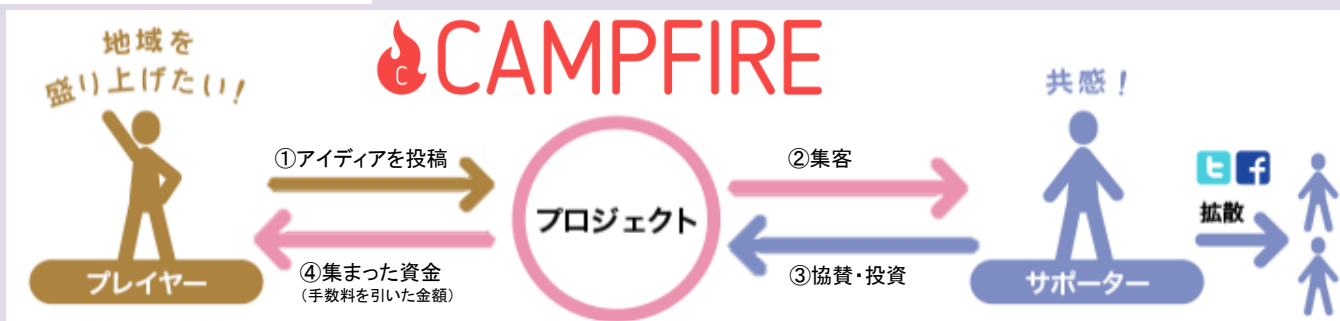 地域を
盛り上げたい!
CAMPFIRE
共感!
①アイディアを投稿
②集客
プロジェクト
拡散
④集まった資金
(手数料を引いた金額)
③協賛・投資
プレイヤー
サポーター